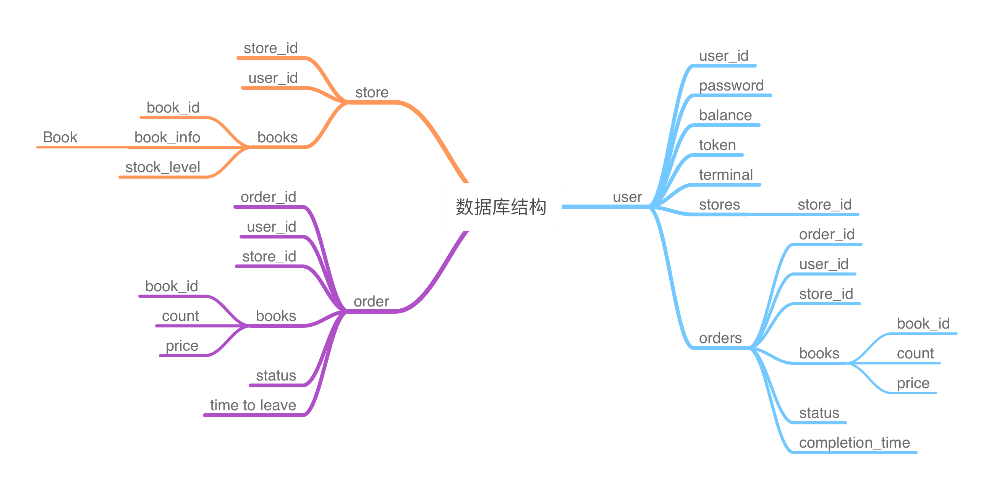 数据库结构
store
store_id
user_id
books
book_id
book_info
Book
stock_level
order
order_id
user_id
store_id
books
book_id
count
price
status
time to leave
user
user_id
password
balance
token
terminal
stores
store_id
orders
order_id
user_id
store_id
books
book_id
count
price
status
completion_time